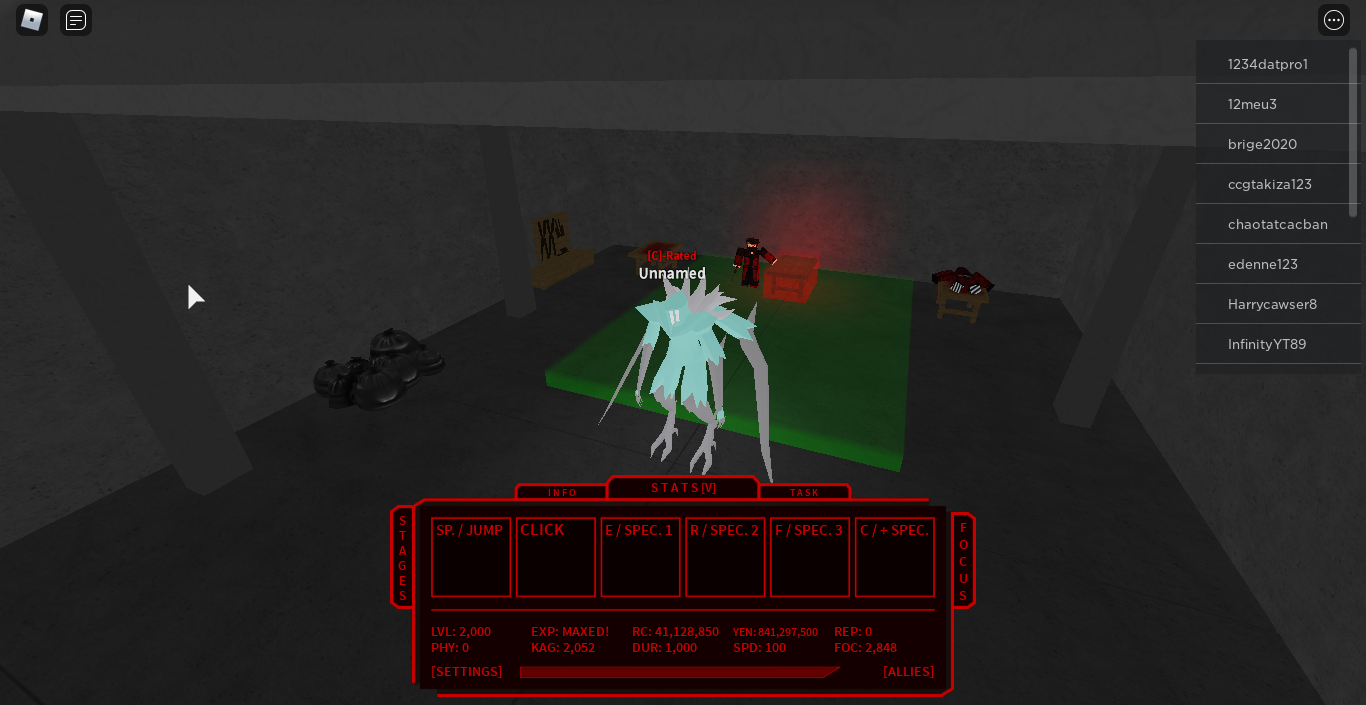 1234datpro1
12meu3
brige2020
ccgtakiza123
chaotatcacban
edenne123
Harrycawser8
InfinityYT89
[C]-Rated
Unnamed
INFO
STATS[V]
TASK
STAGES
SP. / JUMP
CLICK
E / SPEC. 1
R / SPEC. 2
F / SPEC. 3
C / + SPEC.
FOCUS
LVL: 2,000 EXP: MAXED! RC: 41,128,850 YEN: 841,297,500 REP: 0
PHY: 0 KAG: 2,052 DUR: 1,000 SPD: 100 FOC: 2,848
[SETTINGS] [ALLIES]